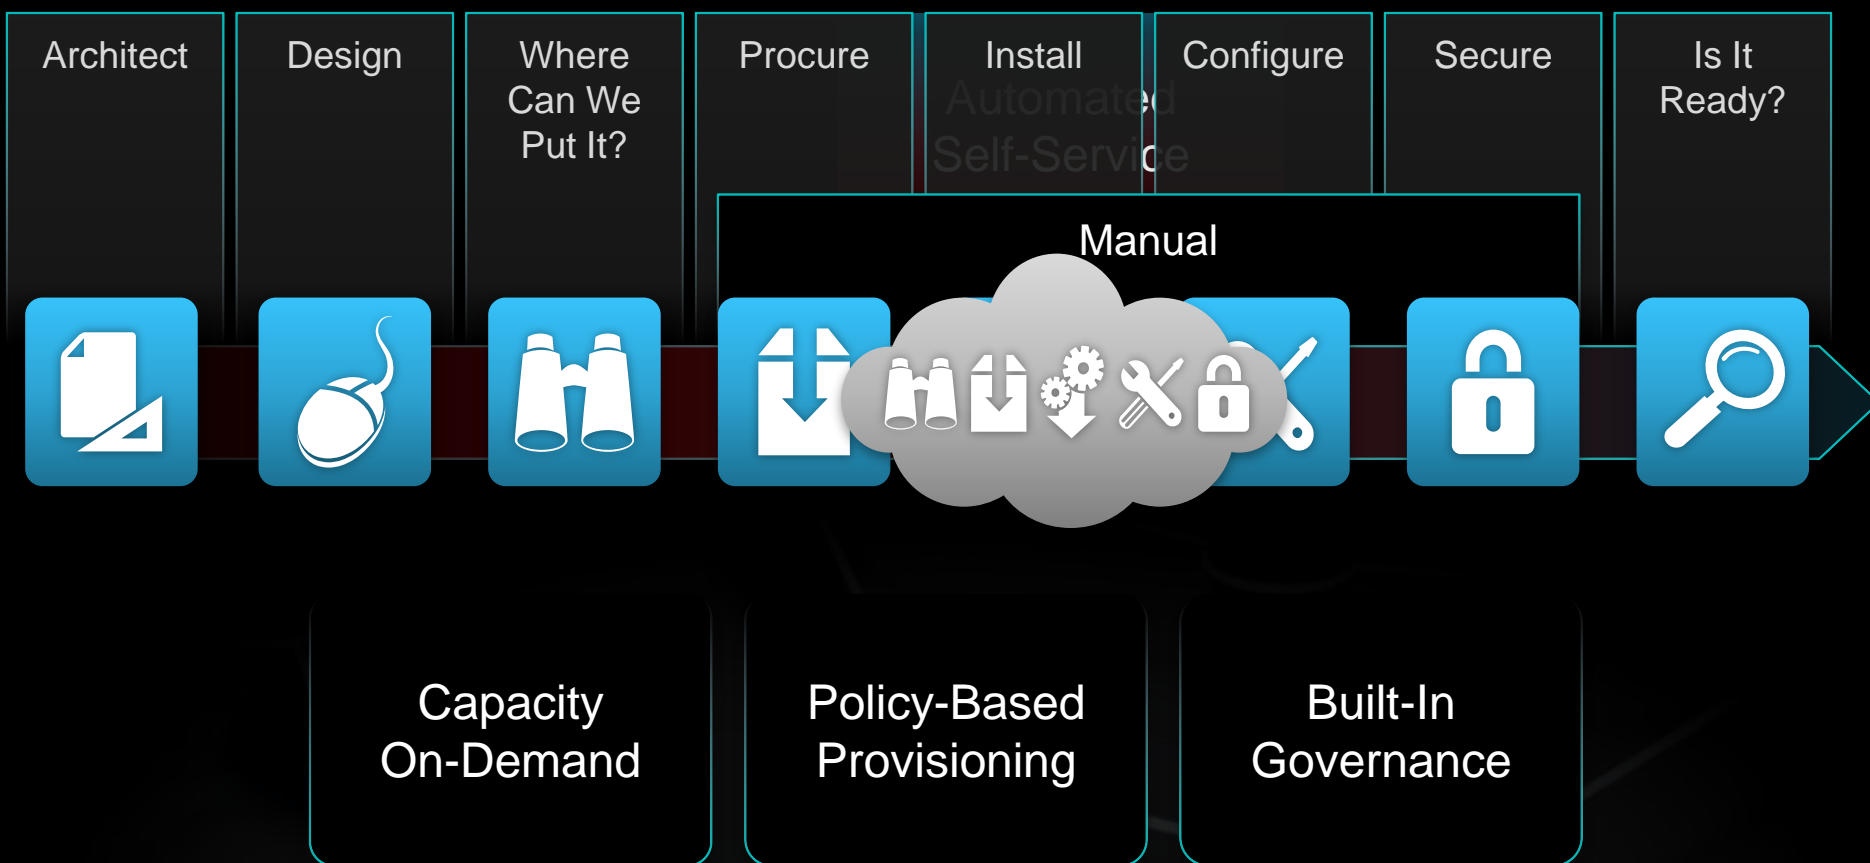 Architect
Design
Where
Can We
Put It?
Procure
Install
Configure
Secure
Is It
Ready?
Automated
Self-Service
Manual
Capacity
On-Demand
Policy-Based
Provisioning
Built-In
Governance